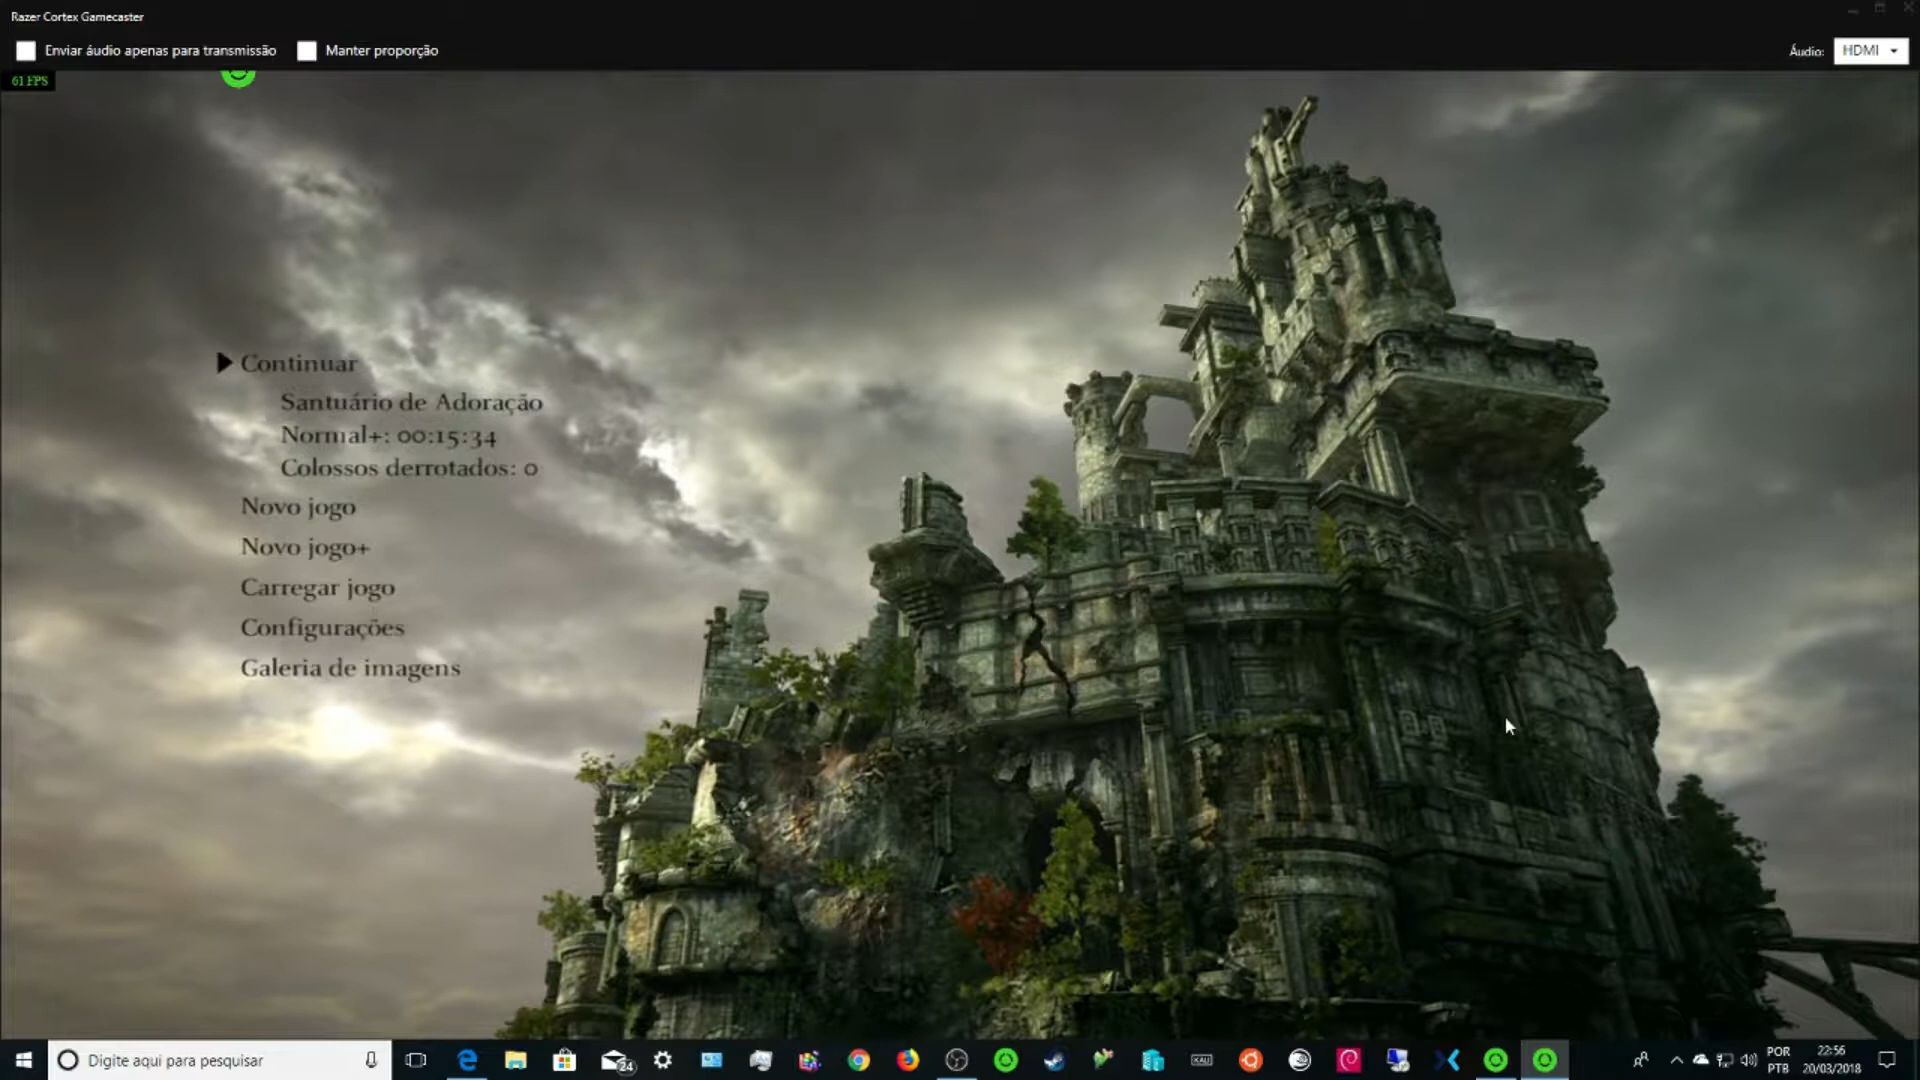 Razer Cortex Gamecaster
Enviar áudio apenas para transmissão
Manter proporção
Áudio: HDMI
61 FPS
Continuar
Santuário de Adoração
Normal+: 00:15:34
Colossos derrotados: 0
Novo jogo
Novo jogo+
Carregar jogo
Configurações
Galeria de imagens
Digite aqui para pesquisar
24
KALI
POR
PTB
22:56
20/03/2018